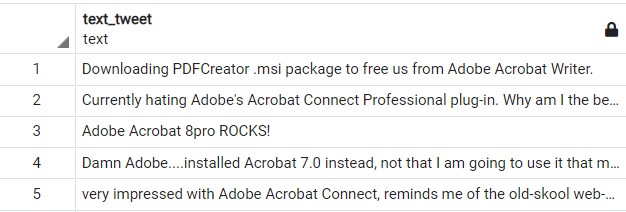 text_tweet
text
1 Downloading PDFCreator .msi package to free us from Adobe Acrobat Writer.
2 Currently hating Adobe's Acrobat Connect Professional plug-in. Why am I the be…
3 Adobe Acrobat 8pro ROCKS!
4 Damn Adobe....installed Acrobat 7.0 instead, not that I am going to use it that m…
5 very impressed with Adobe Acrobat Connect, reminds me of the old-skool web-…